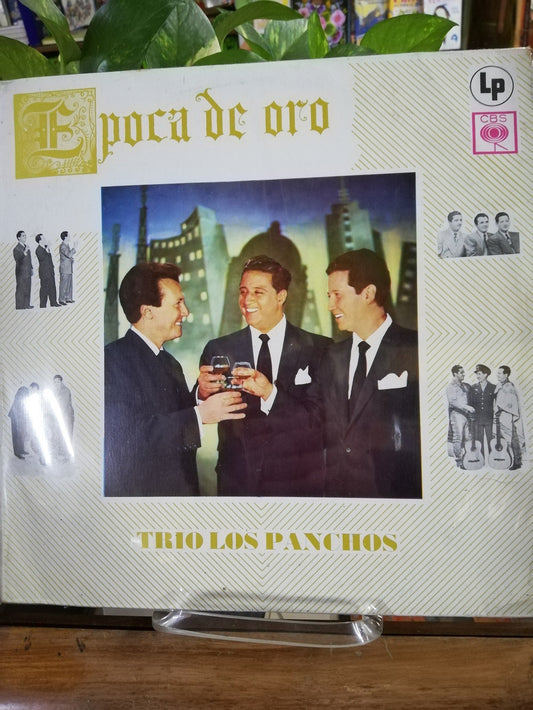 Epoca de oro
LP
CBS
TRIO LOS PANCHOS